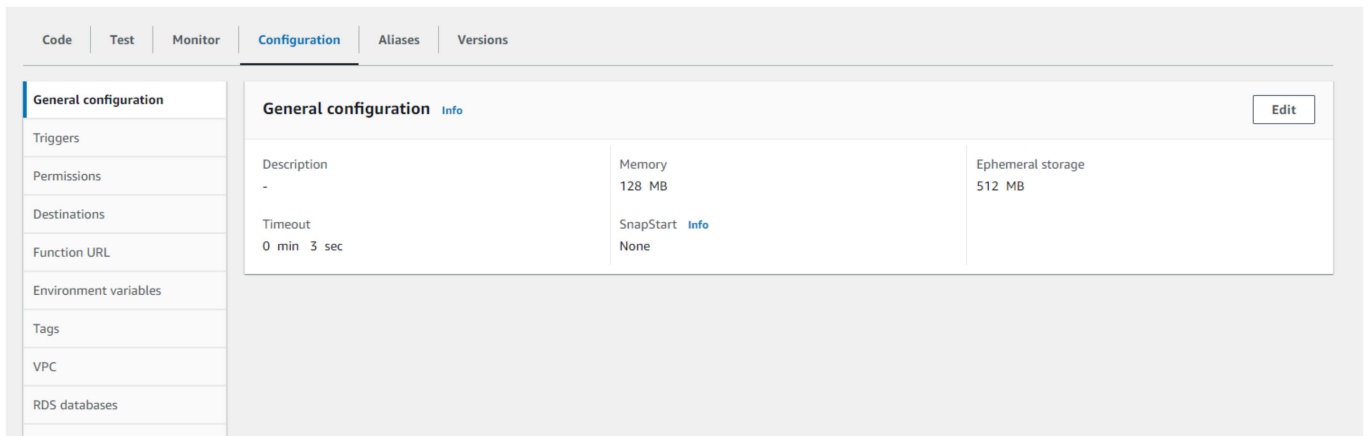 Code Test Monitor Configuration Aliases Versions
General configuration
Triggers
Permissions
Destinations
Function URL
Environment variables
Tags
VPC
RDS databases
General configuration Info
Edit
Description
-
Memory
128 MB
Ephemeral storage
512 MB
Timeout
0 min 3 sec
SnapStart Info
None